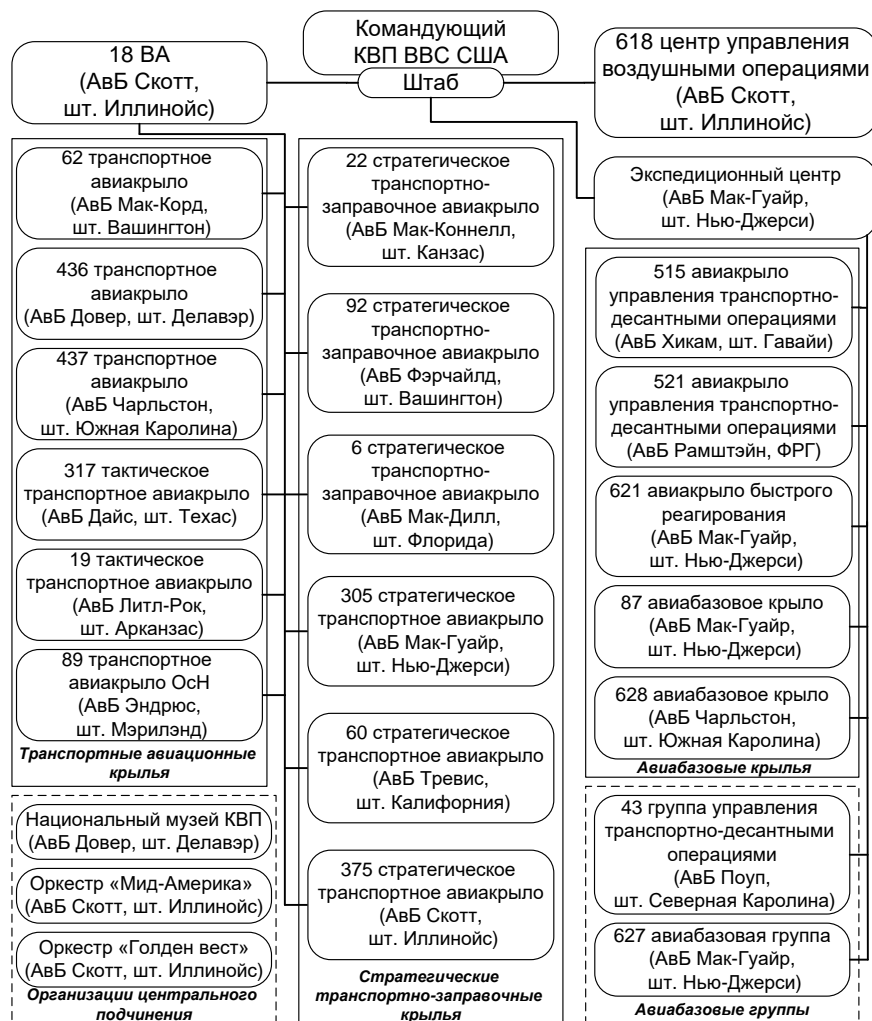 Командующий
КВП ВВС США
Штаб
18 ВА
(АвБ Скотт,
шт. Иллинойс)
618 центр управления
воздушными операциями
(АвБ Скотт,
шт. Иллинойс)
Экспедиционный центр
(АвБ Мак-Гуайр,
шт. Нью-Джерси)
62 транспортное
авиакрыло
(АвБ Мак-Корд,
шт. Вашингтон)
436 транспортное
авиакрыло
(АвБ Довер, шт. Делавэр)
437 транспортное
авиакрыло
(АвБ Чарльстон,
шт. Южная Каролина)
317 тактическое
транспортное авиакрыло
(АвБ Дайс, шт. Техас)
19 тактическое
транспортное авиакрыло
(АвБ Литл-Рок,
шт. Арканзас)
89 транспортное
авиакрыло ОсН
(АвБ Эндрюс,
шт. Мэрилэнд)
Транспортные авиационные
крылья
Национальный музей КВП
(АвБ Довер, шт. Делавэр)
Оркестр «Мид-Америка»
(АвБ Скотт, шт. Иллинойс)
Оркестр «Голден вест»
(АвБ Скотт, шт. Иллинойс)
Организации центрального
подчинения
22 стратегическое
транспортно-
заправочное авиакрыло
(АвБ Мак-Коннелл,
шт. Канзас)
92 стратегическое
транспортно-
заправочное авиакрыло
(АвБ Фэрчайлд,
шт. Вашингтон)
6 стратегическое
транспортно-
заправочное авиакрыло
(АвБ Мак-Дилл,
шт. Флорида)
305 стратегическое
транспортное авиакрыло
(АвБ Мак-Гуайр,
шт. Нью-Джерси)
60 стратегическое
транспортное авиакрыло
(АвБ Тревис,
шт. Калифорния)
375 стратегическое
транспортное авиакрыло
(АвБ Скотт,
шт. Иллинойс)
Стратегические
транспортно-заправочные
крылья
515 авиакрыло
управления транспортно-
десантными операциями
(АвБ Хикам, шт. Гавайи)
521 авиакрыло
управления транспортно-
десантными операциями
(АвБ Рамштэйн, ФРГ)
621 авиакрыло быстрого
реагирования
(АвБ Мак-Гуайр,
шт. Нью-Джерси)
87 авиабазовое крыло
(АвБ Мак-Гуайр,
шт. Нью-Джерси)
628 авиабазовое крыло
(АвБ Чарльстон,
шт. Южная Каролина)
Авиабазовые крылья
43 группа управления
транспортно-десантными
операциями
(АвБ Поуп,
шт. Северная Каролина)
627 авиабазовая группа
(АвБ Мак-Гуайр,
шт. Нью-Джерси)
Авиабазовые группы